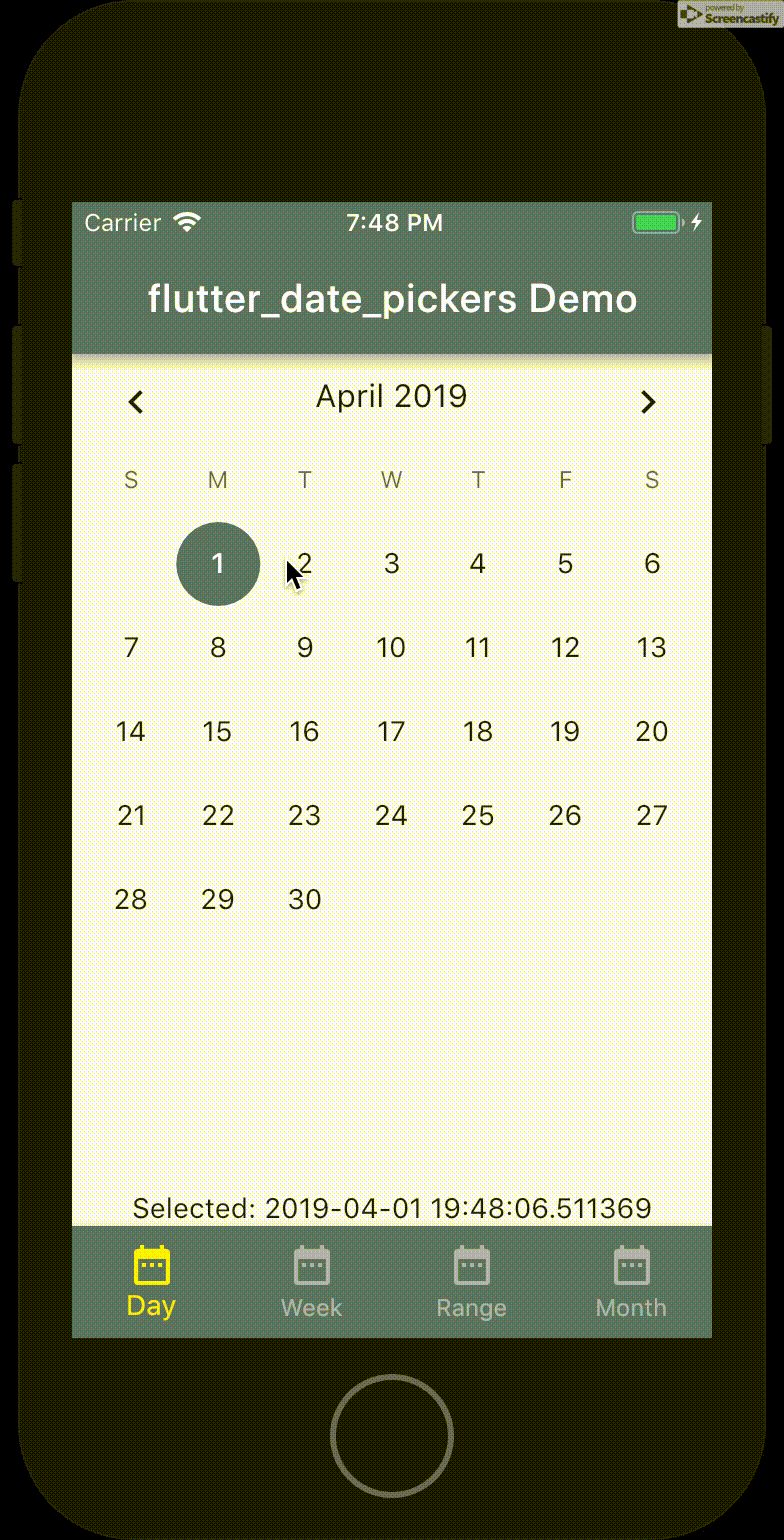 powered by
Screencastify
Carrier 7:48 PM
flutter_date_pickers Demo
April 2019
S M T W T F S
1 2 3 4 5 6
7 8 9 10 11 12 13
14 15 16 17 18 19 20
21 22 23 24 25 26 27
28 29 30
Selected: 2019-04-01 19:48:06.511369
Day Week Range Month